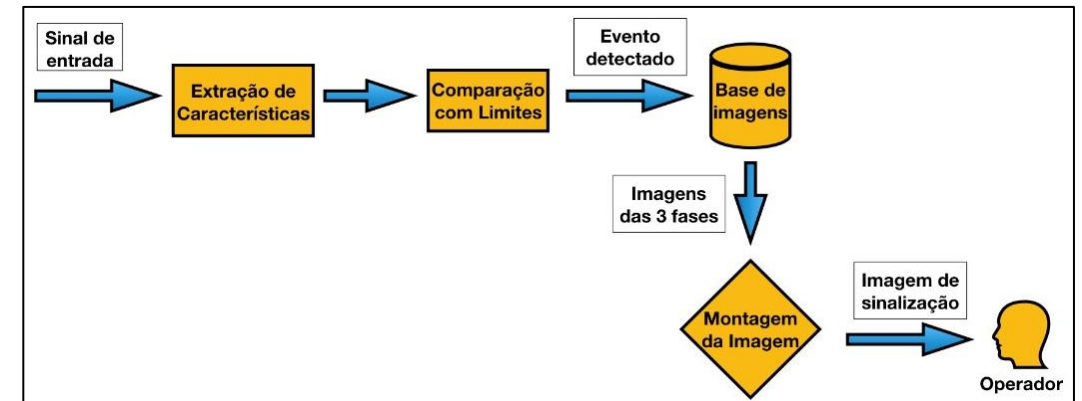 Sinal de
entrada
Extração de
Características
Comparação
com Limites
Evento
detectado
Base de
imagens
Imagens
das 3 fases
Montagem
da Imagem
Imagem de
sinalização
Operador